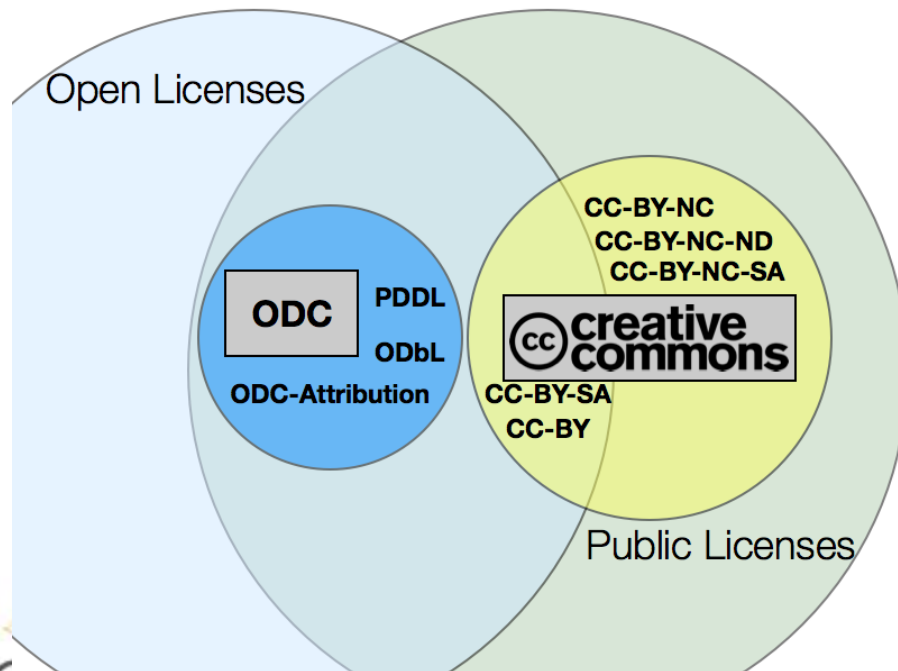 Open Licenses
CC-BY-NC
CC-BY-NC-ND
CC-BY-NC-SA
ODC
PDDL
ODbL
ODC-Attribution
cc creative
commons
CC-BY-SA
CC-BY
Public Licenses